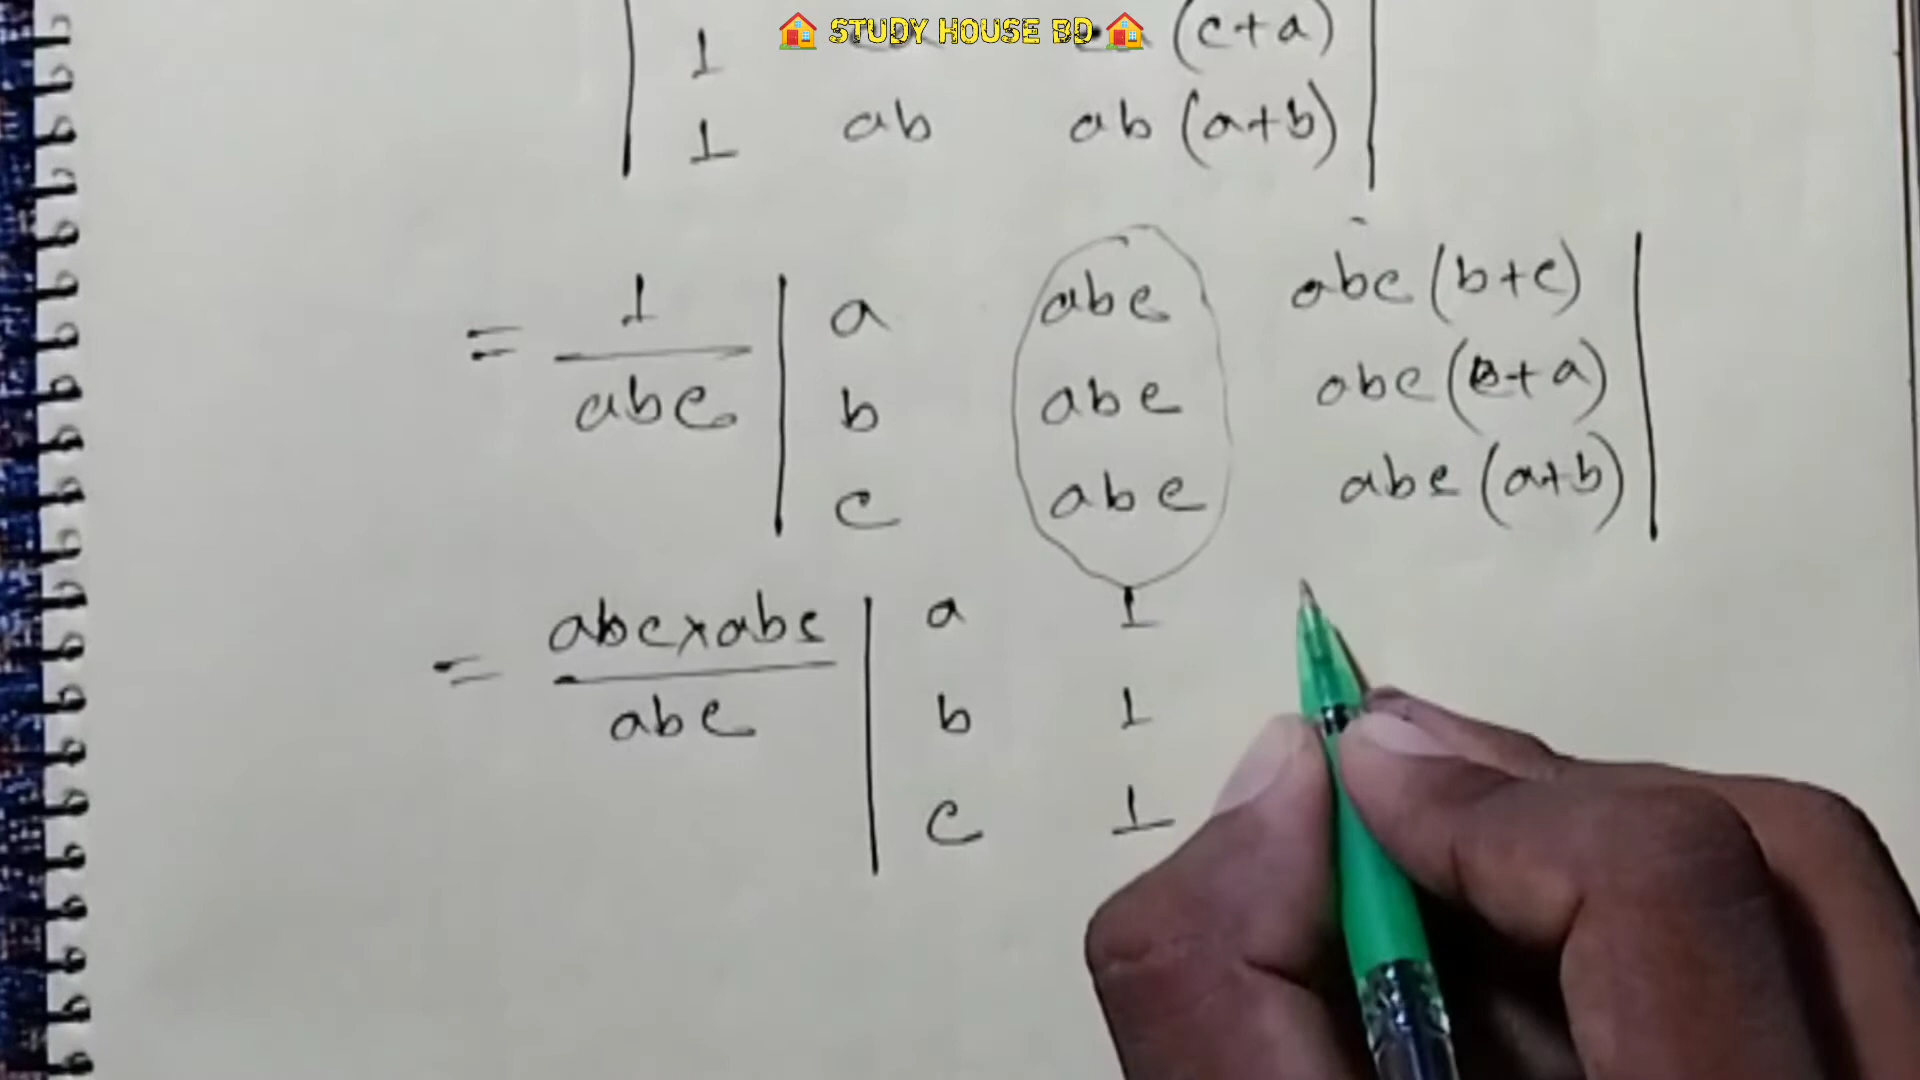 🏠 STUDY HOUSE BD 🏠
1 (c+a)
1 ab ab (a+b)
= 1/abc | a abc abc (b+c) |
b abc abc (c+a)
c abc abc (a+b)
= abc×abc/abc | a 1
b 1
c 1